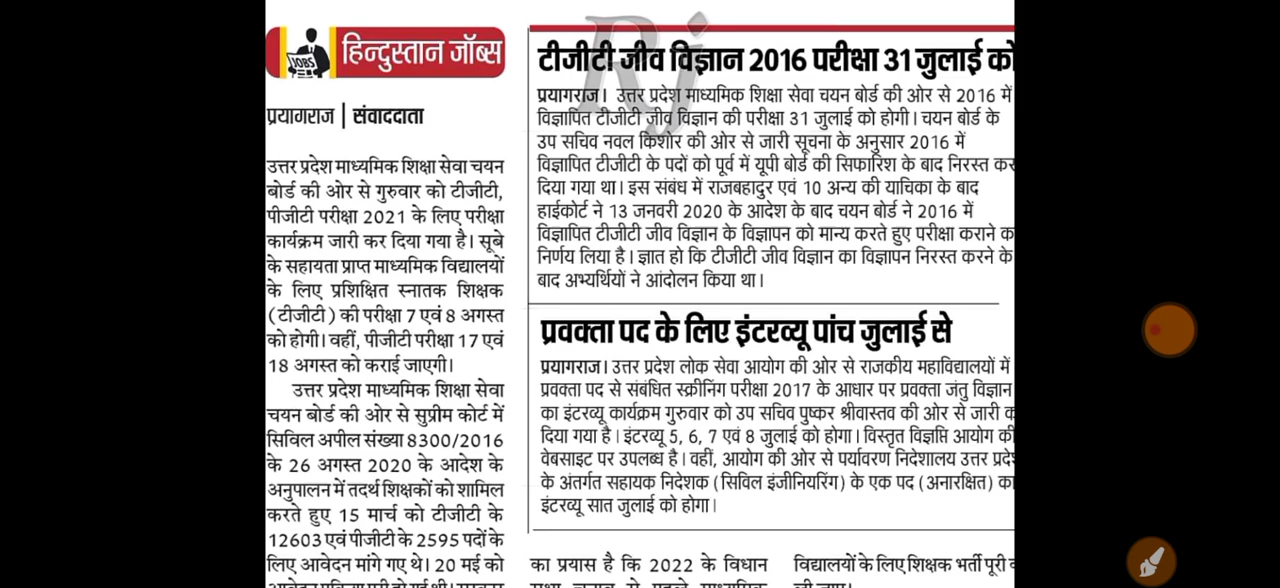 Rj
JOBS
हिन्दुस्तान जॉब्स
प्रयागराज | संवाददाता
उत्तर प्रदेश माध्यमिक शिक्षा सेवा चयन
बोर्ड की ओर से गुरुवार को टीजीटी,
पीजीटी परीक्षा 2021 के लिए परीक्षा
कार्यक्रम जारी कर दिया गया है। सूबे
के सहायता प्राप्त माध्यमिक विद्यालयों
के लिए प्रशिक्षित स्नातक शिक्षक
(टीजीटी) की परीक्षा 7 एवं 8 अगस्त
को होगी। वहीं, पीजीटी परीक्षा 17 एवं
18 अगस्त को कराई जाएगी।
उत्तर प्रदेश माध्यमिक शिक्षा सेवा
चयन बोर्ड की ओर से सुप्रीम कोर्ट में
सिविल अपील संख्या 8300/2016
के 26 अगस्त 2020 के आदेश के
अनुपालन में तदर्थ शिक्षकों को शामिल
करते हुए 15 मार्च को टीजीटी के
12603 एवं पीजीटी के 2595 पदों के
लिए आवेदन मांगे गए थे। 20 मई को
टीजीटी जीव विज्ञान 2016 परीक्षा 31 जुलाई को
प्रयागराज। उत्तर प्रदेश माध्यमिक शिक्षा सेवा चयन बोर्ड की ओर से 2016 में
विज्ञापित टीजीटी जीव विज्ञान की परीक्षा 31 जुलाई को होगी। चयन बोर्ड के
उप सचिव नवल किशोर की ओर से जारी सूचना के अनुसार 2016 में
विज्ञापित टीजीटी के पदों को पूर्व में यूपी बोर्ड की सिफारिश के बाद निरस्त कर
दिया गया था। इस संबंध में राजबहादुर एवं 10 अन्य की याचिका के बाद
हाईकोर्ट ने 13 जनवरी 2020 के आदेश के बाद चयन बोर्ड ने 2016 में
विज्ञापित टीजीटी जीव विज्ञान के विज्ञापन को मान्य करते हुए परीक्षा कराने का
निर्णय लिया है। ज्ञात हो कि टीजीटी जीव विज्ञान का विज्ञापन निरस्त करने के
बाद अभ्यर्थियों ने आंदोलन किया था।
प्रवक्ता पद के लिए इंटरव्यू पांच जुलाई से
प्रयागराज। उत्तर प्रदेश लोक सेवा आयोग की ओर से राजकीय महाविद्यालयों में
प्रवक्ता पद से संबंधित स्क्रीनिंग परीक्षा 2017 के आधार पर प्रवक्ता जंतु विज्ञान
का इंटरव्यू कार्यक्रम गुरुवार को उप सचिव पुष्कर श्रीवास्तव की ओर से जारी
दिया गया है। इंटरव्यू 5, 6, 7 एवं 8 जुलाई को होगा। विस्तृत विज्ञप्ति आयोग की
वेबसाइट पर उपलब्ध है। वहीं, आयोग की ओर से पर्यावरण निदेशालय उत्तर
के अंतर्गत सहायक निदेशक (सिविल इंजीनियरिंग) के एक पद (अनारक्षित) का
इंटरव्यू सात जुलाई को होगा।
का प्रयास है कि 2022 के विधान
विद्यालयों के लिए शिक्षक भर्ती पूरी